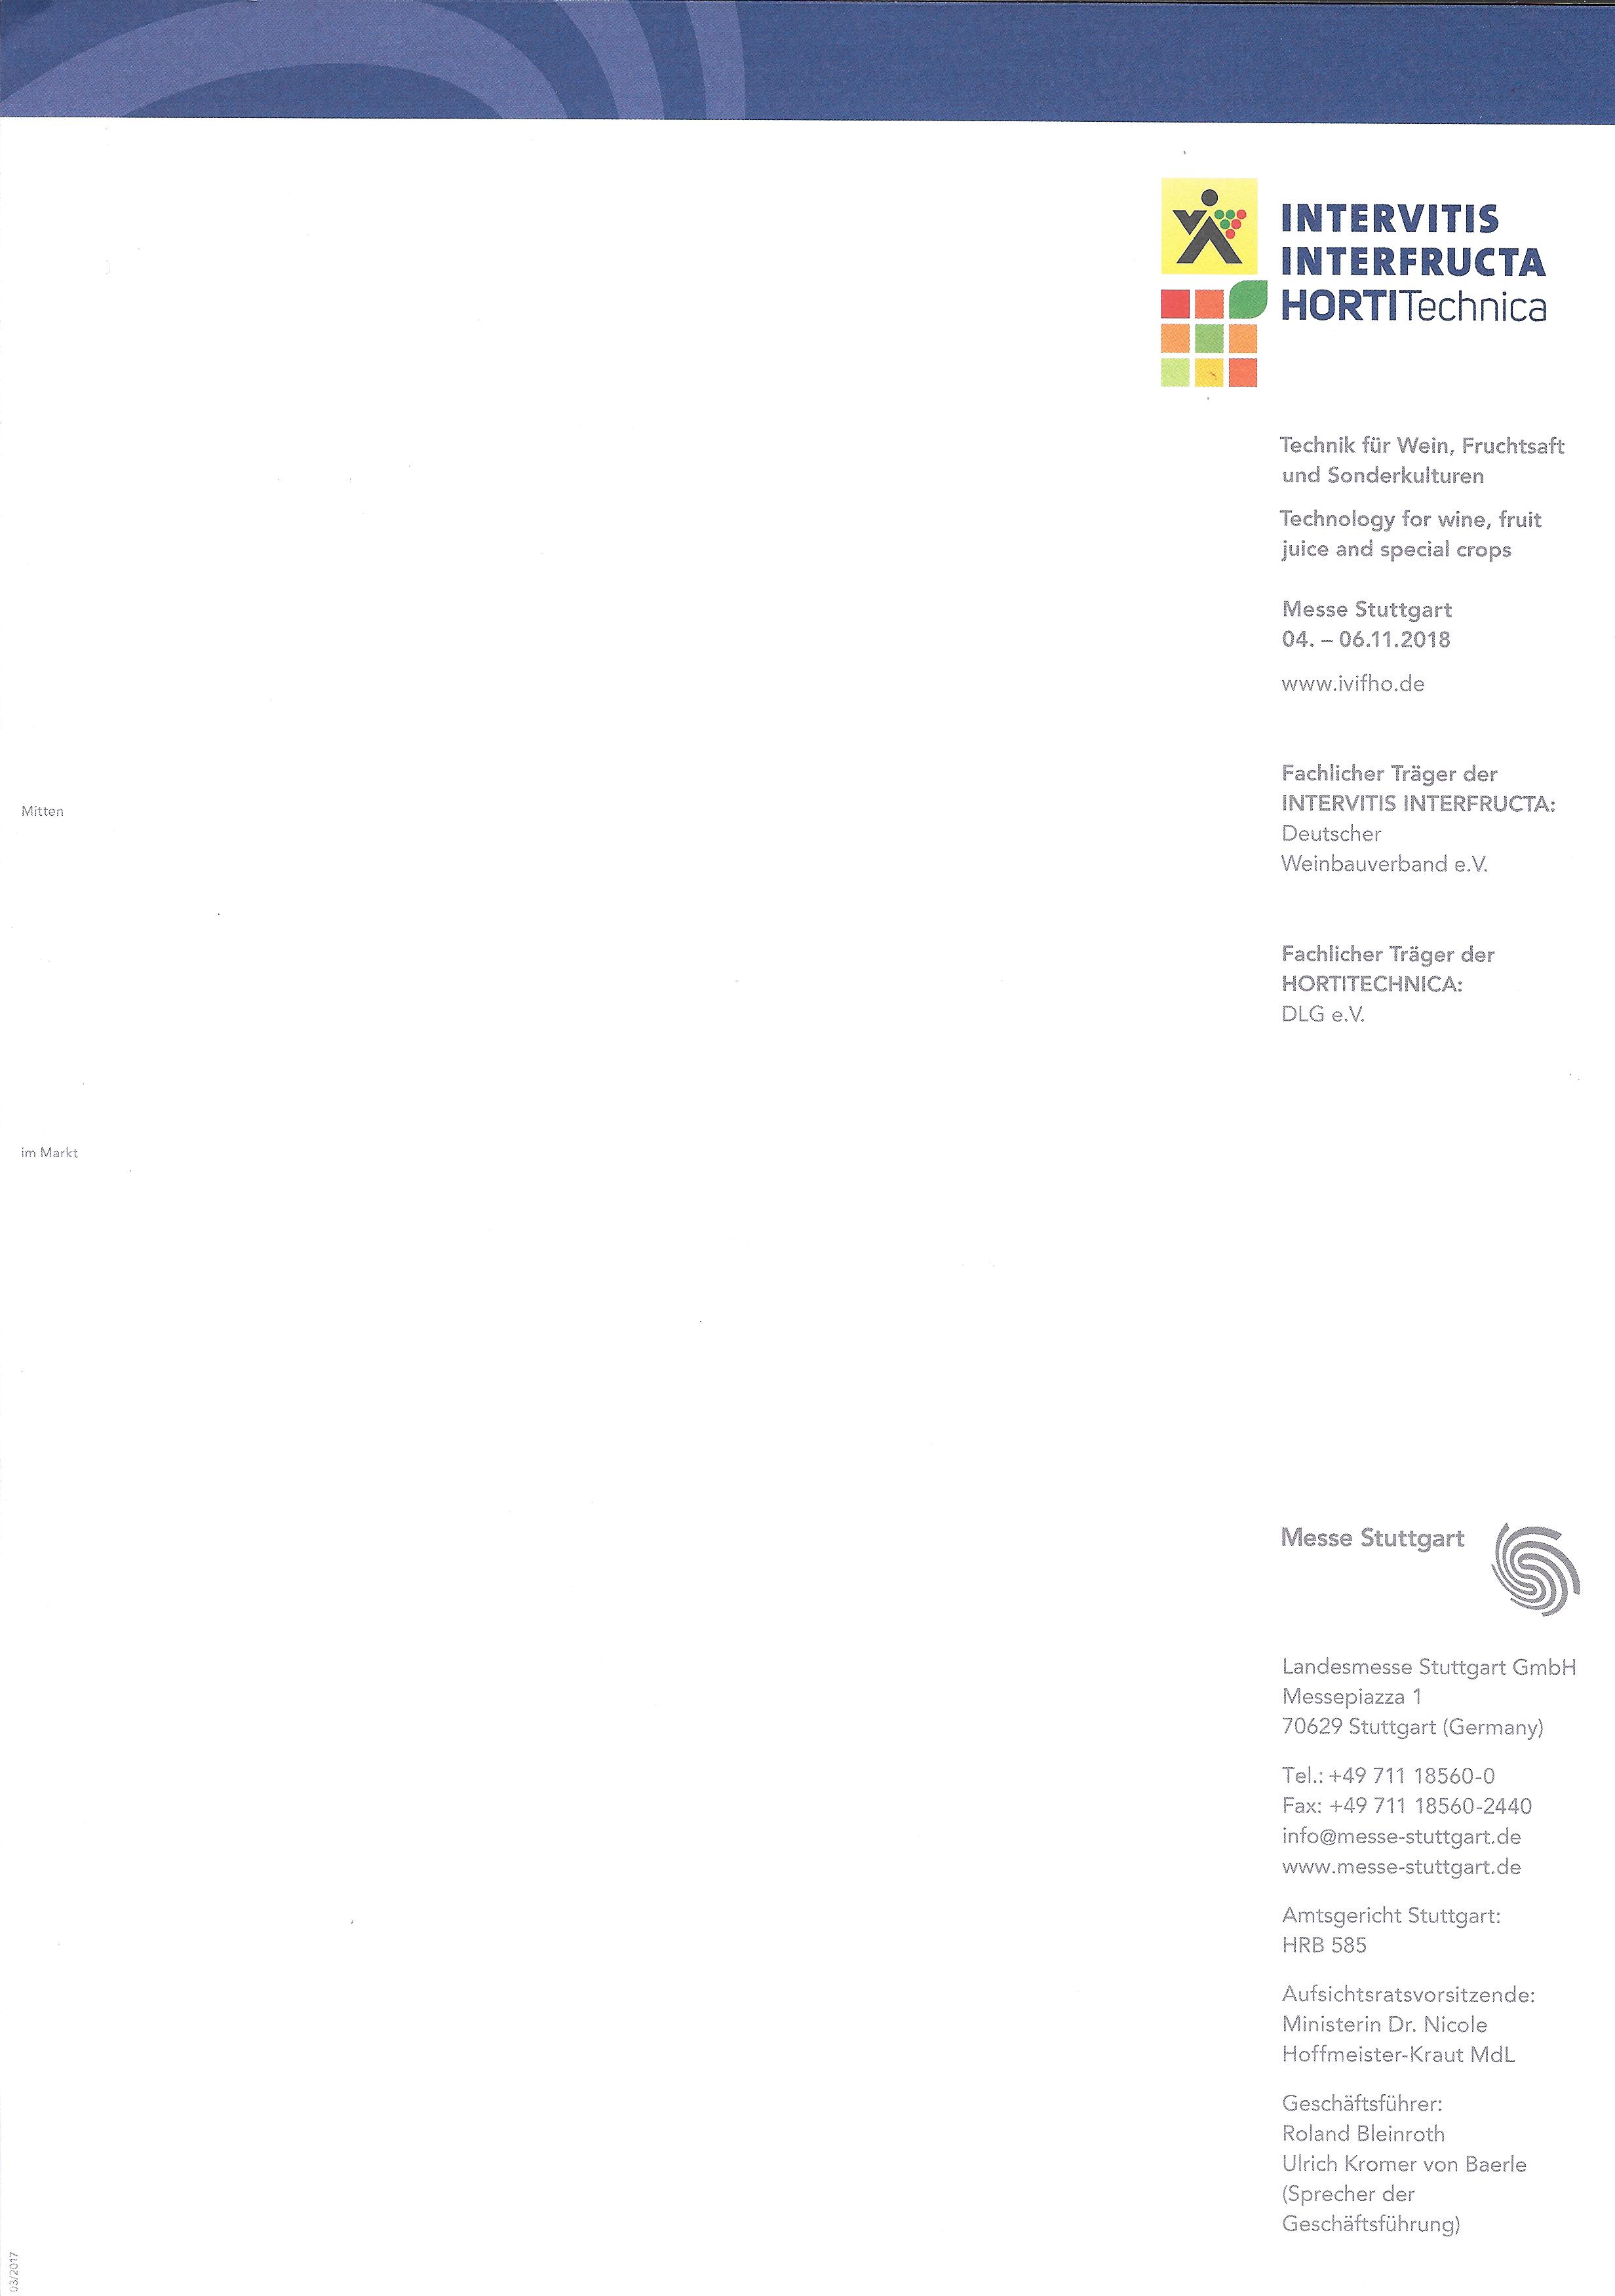 INTERVITIS
INTERFRUCTA
HORTITechnica
Technik für Wein, Fruchtsaft
und Sonderkulturen
Technology for wine, fruit
juice and special crops
Messe Stuttgart
04. – 06.11.2018
www.ivifho.de
Fachlicher Träger der
INTERVITIS INTERFRUCTA:
Deutscher
Weinbauverband e.V.
Mitten
Fachlicher Träger der
HORTITECHNICA:
DLG e.V.
im Markt
Messe Stuttgart
Landesmesse Stuttgart GmbH
Messepiazza 1
70629 Stuttgart (Germany)
Tel.: +49 711 18560-0
Fax: +49 711 18560-2440
info@messe-stuttgart.de
www.messe-stuttgart.de
Amtsgericht Stuttgart:
HRB 585
Aufsichtsratsvorsitzende:
Ministerin Dr. Nicole
Hoffmeister-Kraut MdL
Geschäftsführer:
Roland Bleinroth
Ulrich Kromer von Baerle
(Sprecher der
Geschäftsführung)
03/2017